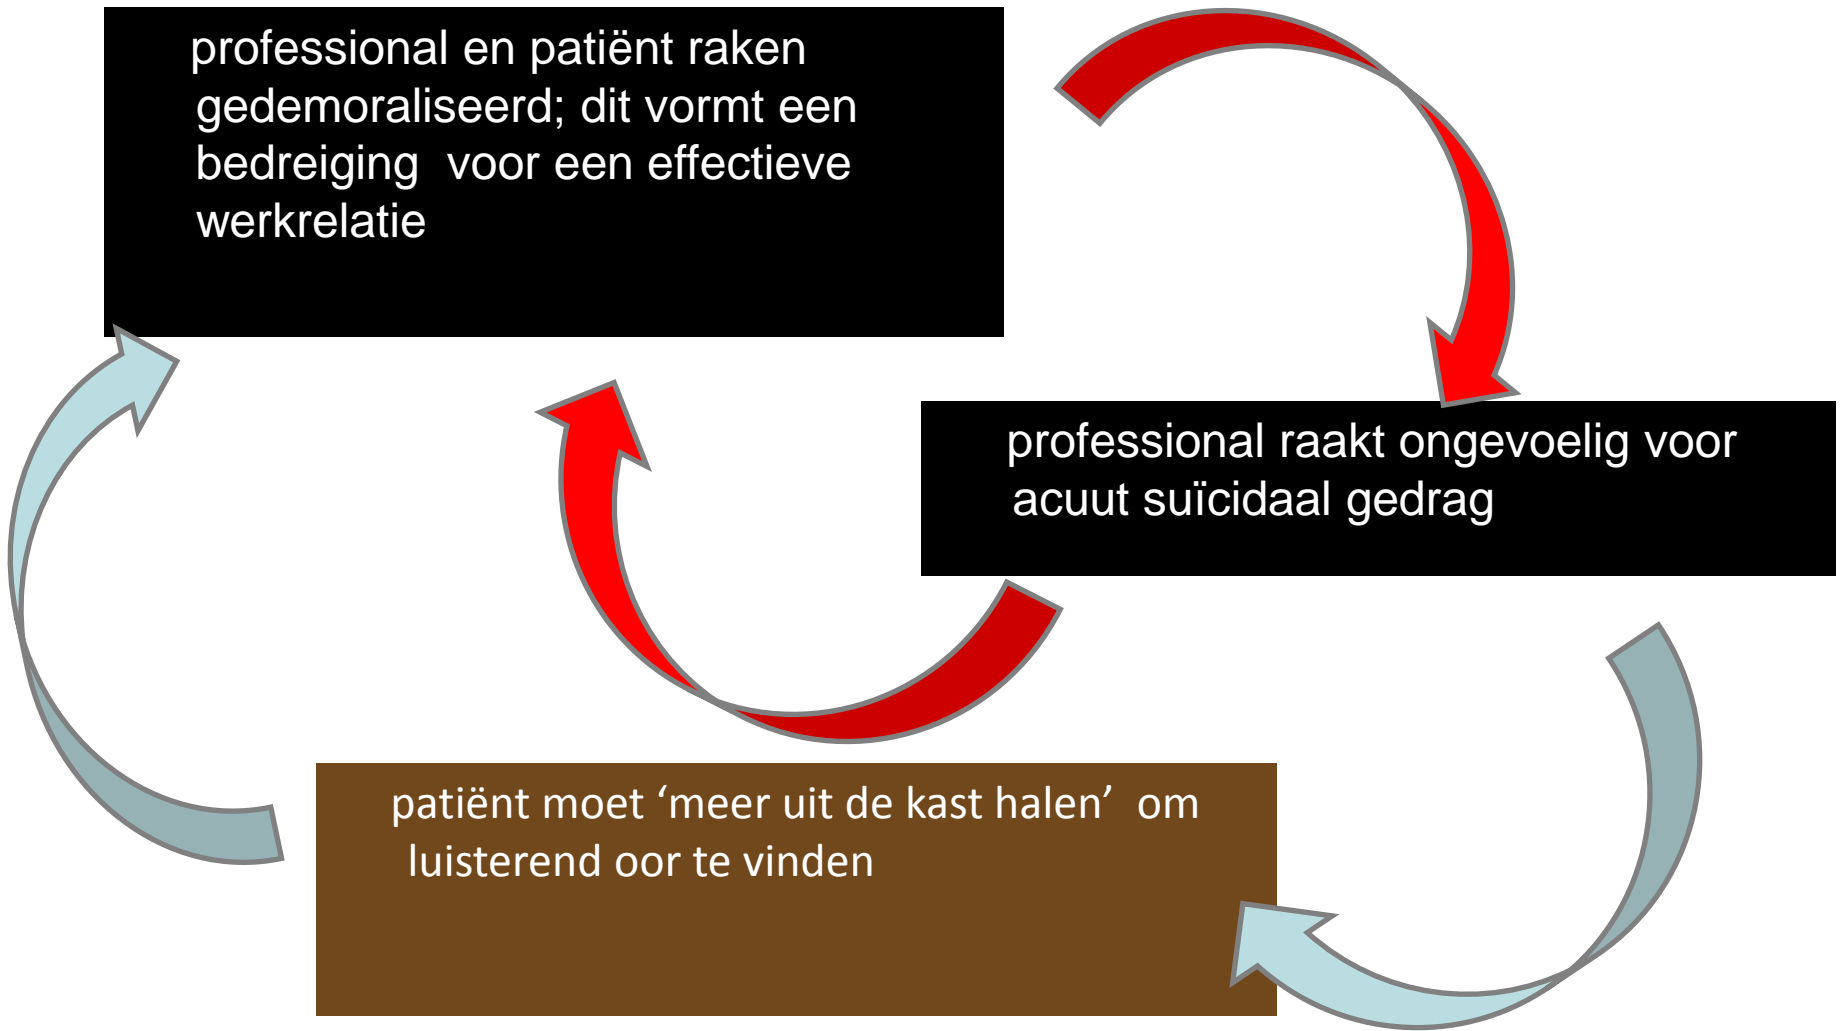 professional en patiënt raken
gedemoraliseerd; dit vormt een
bedreiging voor een effectieve
werkrelatie
professional raakt ongevoelig voor
acuut suïcidaal gedrag
patiënt moet ‘meer uit de kast halen’ om
luisterend oor te vinden